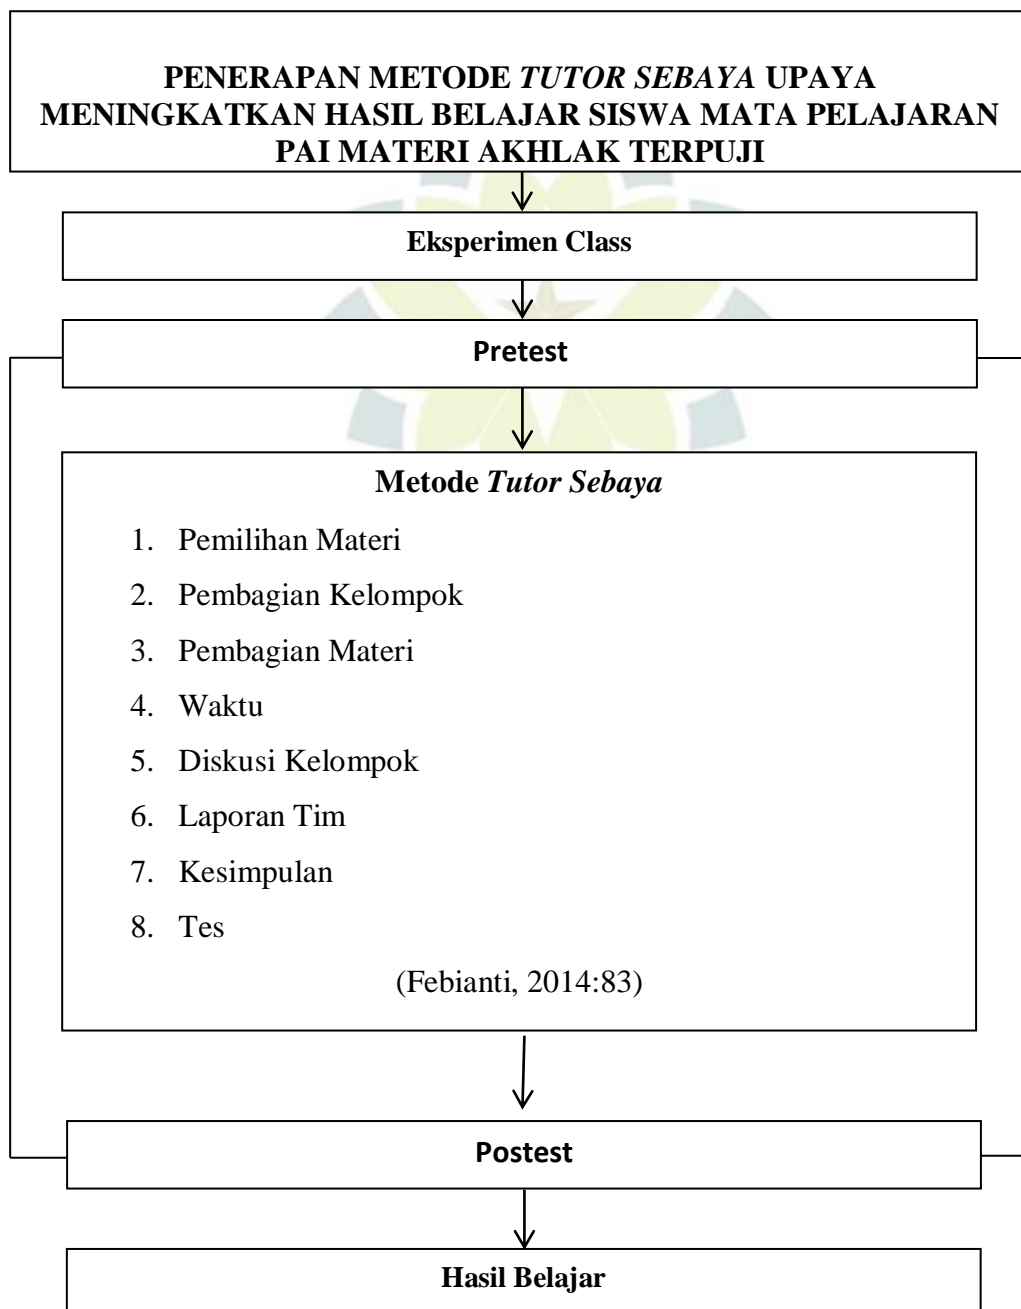 PENERAPAN METODE TUTOR SEBAYA UPAYA
MENINGKATKAN HASIL BELAJAR SISWA MATA PELAJARAN
PAI MATERI AKHLAK TERPUJI
Eksperimen Class
Pretest
Metode Tutor Sebaya
1. Pemilihan Materi
2. Pembagian Kelompok
3. Pembagian Materi
4. Waktu
5. Diskusi Kelompok
6. Laporan Tim
7. Kesimpulan
8. Tes
(Febianti, 2014:83)
Postest
Hasil Belajar